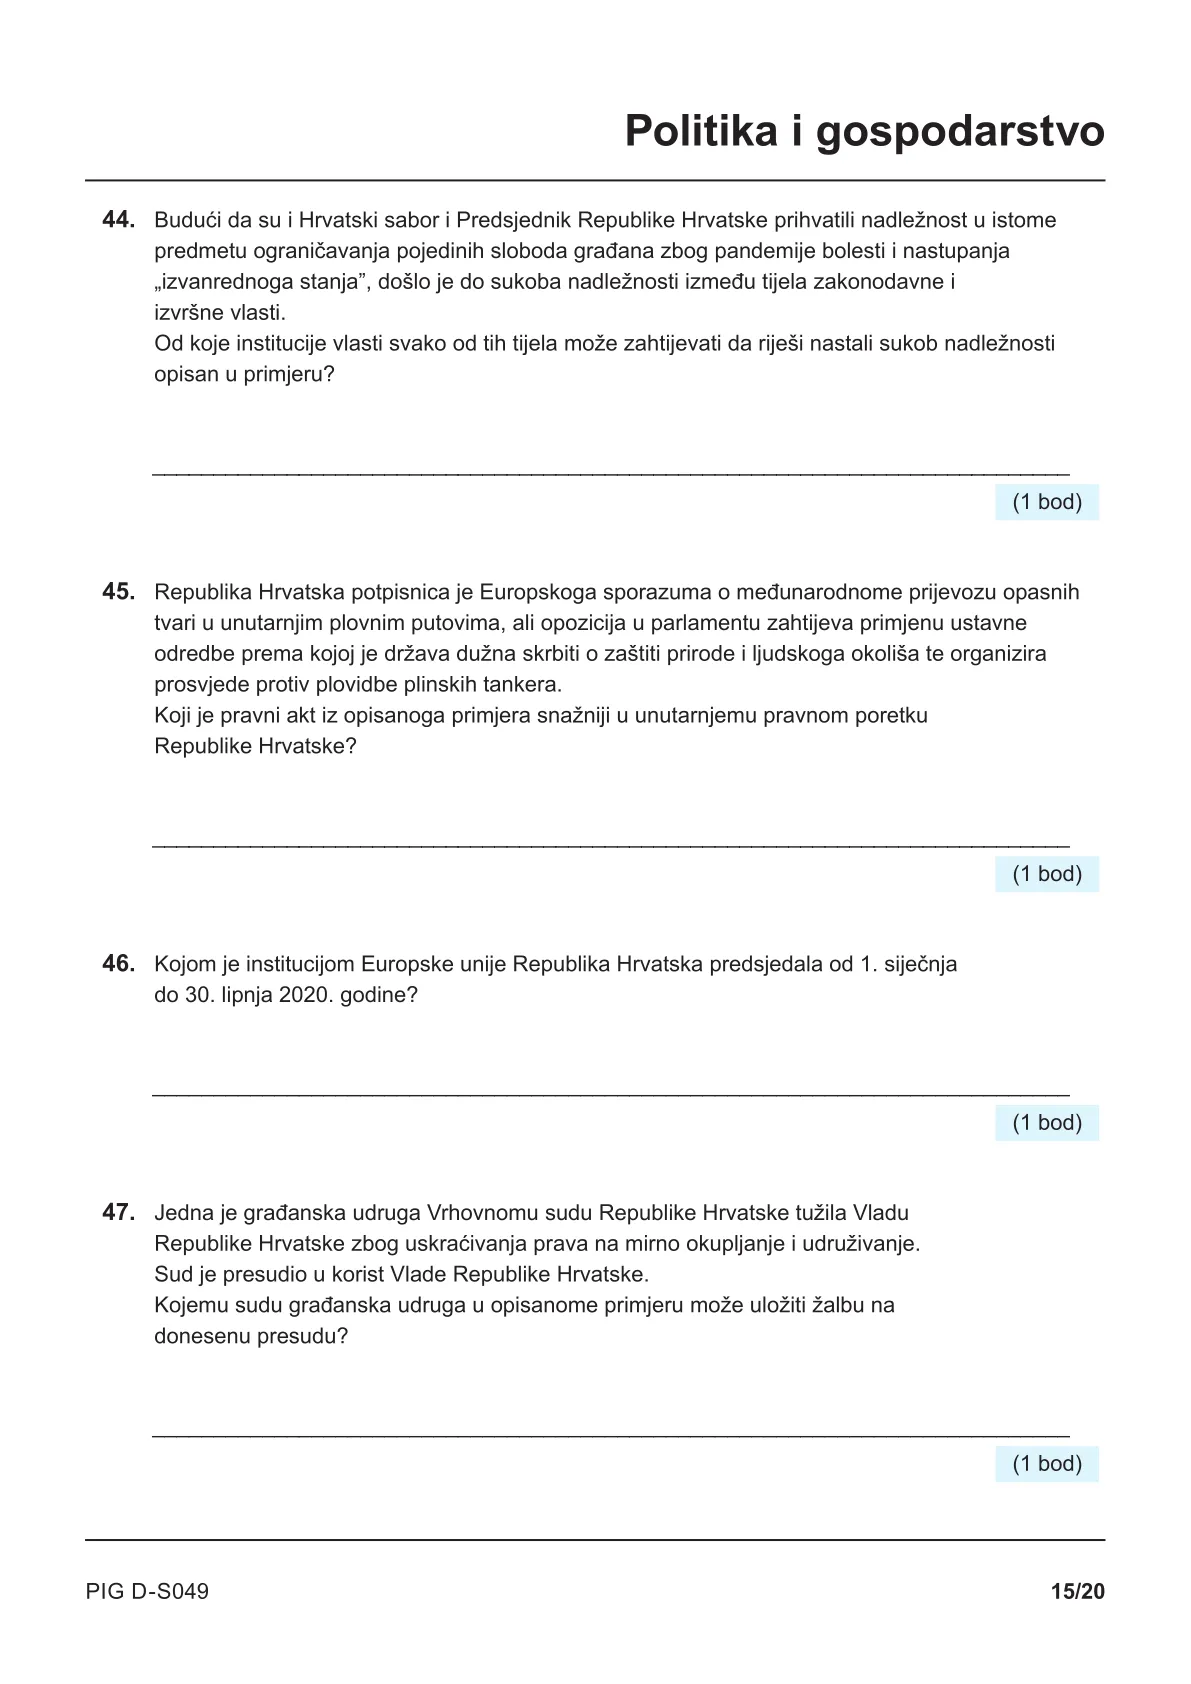 Politika i gospodarstvo
44. Budući da su i Hrvatski sabor i Predsjednik Republike Hrvatske prihvatili nadležnost u istome
predmetu ograničavanja pojedinih sloboda građana zbog pandemije bolesti i nastupanja
„izvanrednoga stanja”, došlo je do sukoba nadležnosti između tijela zakonodavne i
izvršne vlasti.
Od koje institucije vlasti svako od tih tijela može zahtijevati da riješi nastali sukob nadležnosti
opisan u primjeru?
(1 bod)
45. Republika Hrvatska potpisnica je Europskoga sporazuma o međunarodnome prijevozu opasnih
tvari u unutarnjim plovnim putovima, ali opozicija u parlamentu zahtijeva primjenu ustavne
odredbe prema kojoj je država dužna skrbiti o zaštiti prirode i ljudskoga okoliša te organizira
prosvjede protiv plovidbe plinskih tankera.
Koji je pravni akt iz opisanoga primjera snažniji u unutarnjemu pravnom poretku
Republike Hrvatske?
(1 bod)
46. Kojom je institucijom Europske unije Republika Hrvatska predsjedala od 1. siječnja
do 30. lipnja 2020. godine?
(1 bod)
47. Jedna je građanska udruga Vrhovnomu sudu Republike Hrvatske tužila Vladu
Republike Hrvatske zbog uskraćivanja prava na mirno okupljanje i udruživanje.
Sud je presudio u korist Vlade Republike Hrvatske.
Kojemu sudu građanska udruga u opisanome primjeru može uložiti žalbu na
donesenu presudu?
(1 bod)
PIG D-S049
15/20